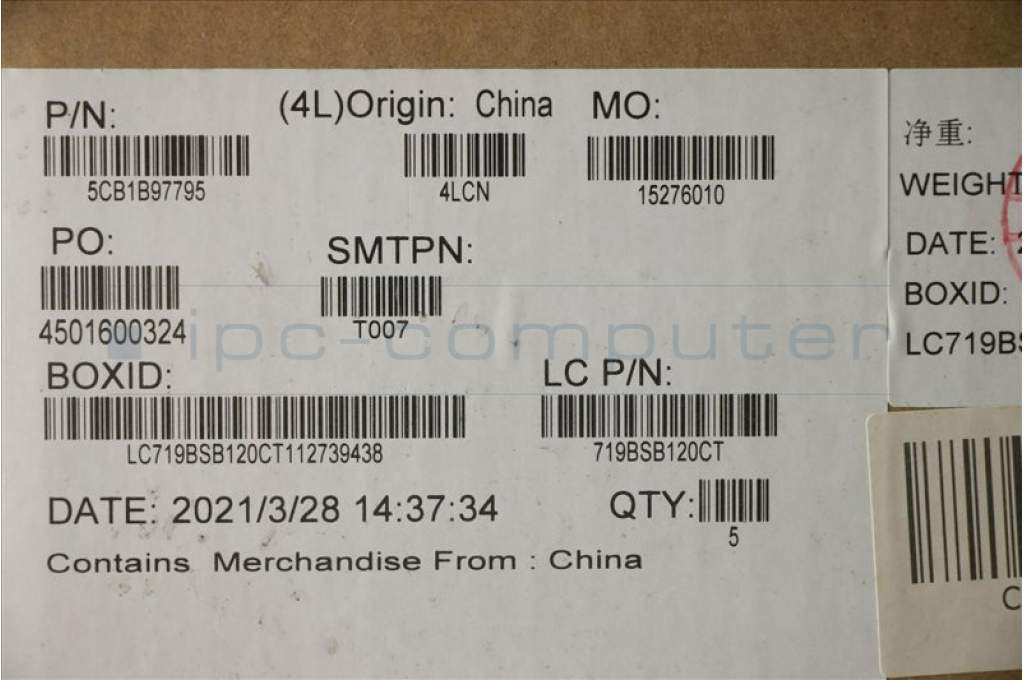 P/N:
(4L)Origin: China
MO:
5CB1B97795
4LCN
15276010
PO:
SMTPN:
4501600324
T007
ipc-computer
BOXID:
LC P/N:
LC719BSB120CT112739438
719BSB120CT
DATE: 2021/3/28 14:37:34
QTY:
5
Contains Merchandise From : China
净重:
WEIGHT
DATE:
BOXID:
LC719BS
C